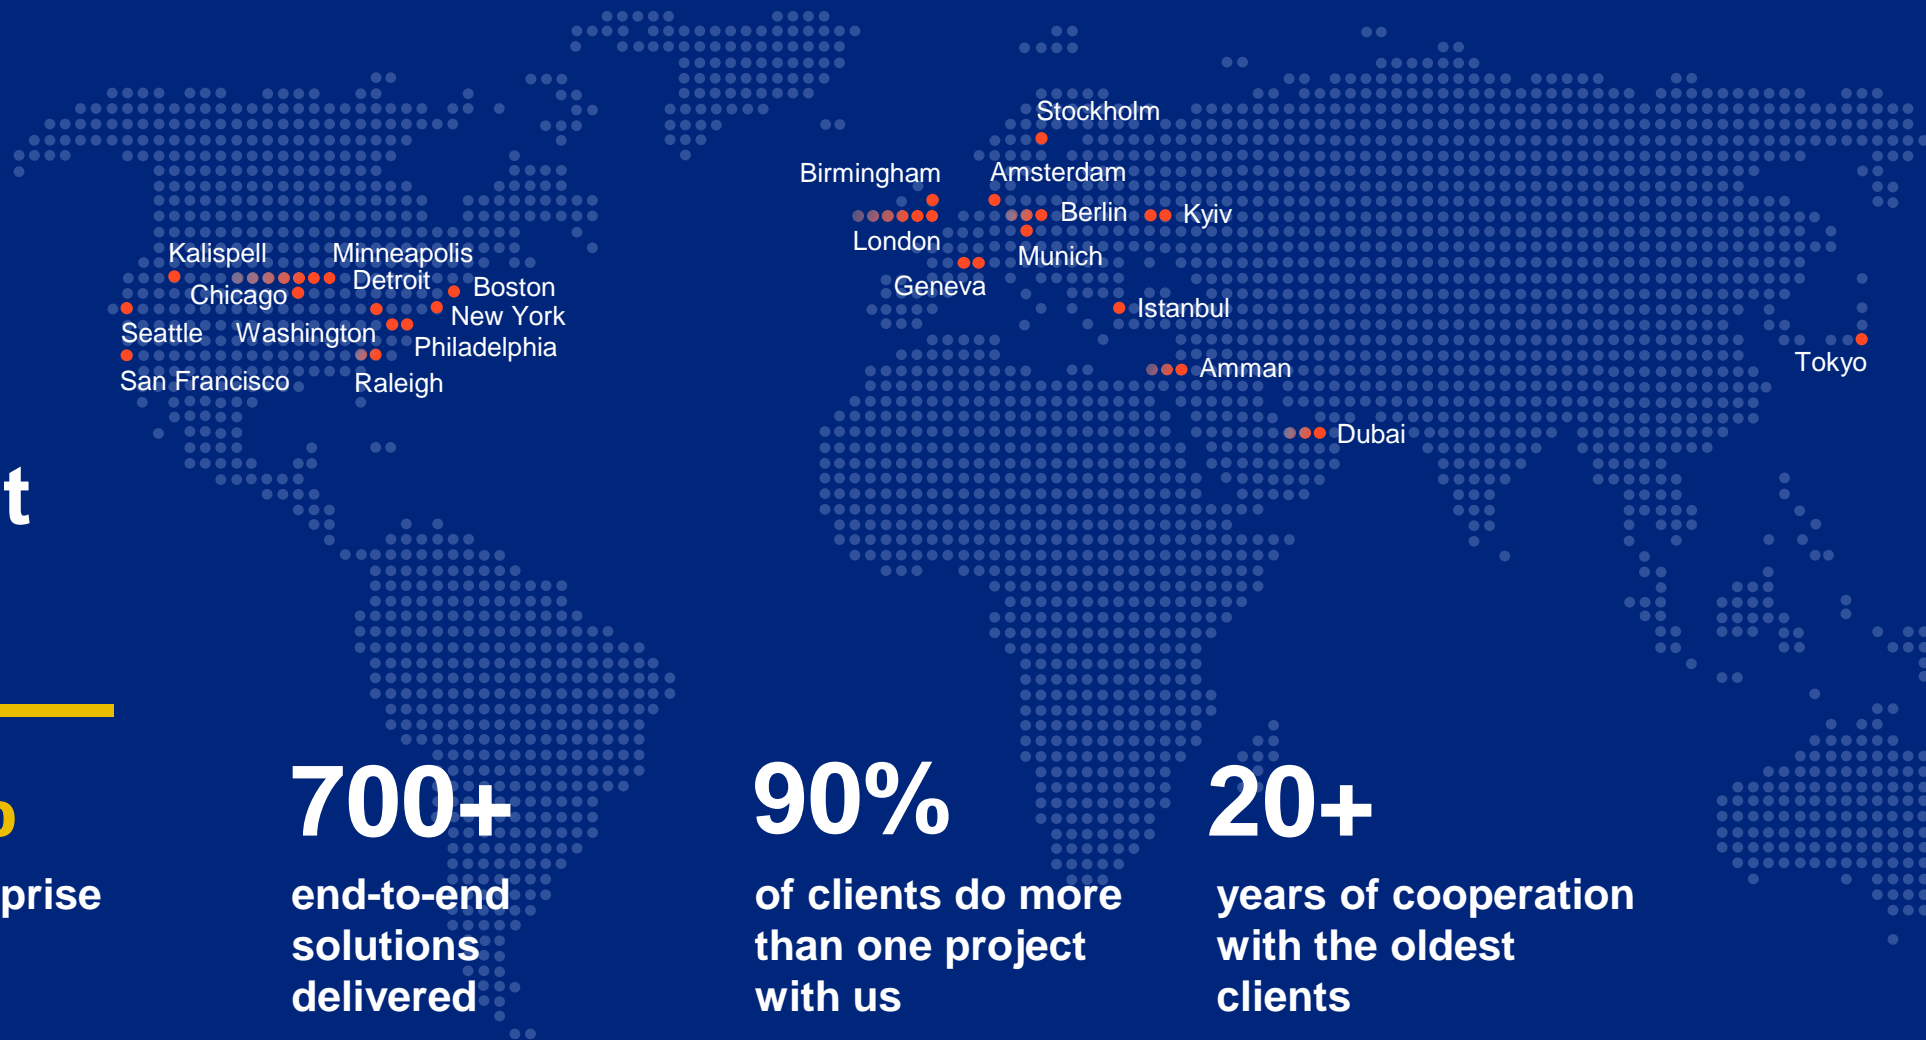 Stockholm
Birmingham
Amsterdam
Berlin
Kyiv
London
Munich
Geneva
Kalispell
Minneapolis
Detroit
Boston
Chicago
New York
Seattle
Washington
Philadelphia
San Francisco
Raleigh
Istanbul
Amman
Tokyo
Dubai
t
prise
700+
end-to-end
solutions
delivered
90%
of clients do more
than one project
with us
20+
years of cooperation
with the oldest
clients